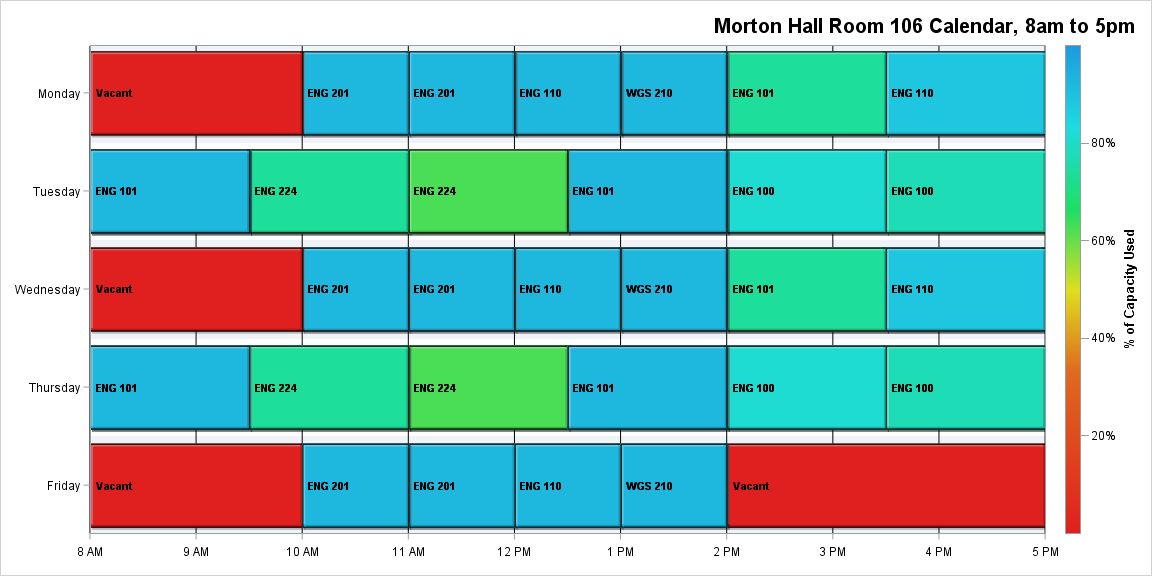 Morton Hall Room 106 Calendar, 8am to 5pm
Monday
Vacant
ENG 201
ENG 201
ENG 110
WGS 210
ENG 101
ENG 110
Tuesday
ENG 101
ENG 224
ENG 224
ENG 101
ENG 100
ENG 100
Wednesday
Vacant
ENG 201
ENG 201
ENG 110
WGS 210
ENG 101
ENG 110
Thursday
ENG 101
ENG 224
ENG 224
ENG 101
ENG 100
ENG 100
Friday
Vacant
ENG 201
ENG 201
ENG 110
WGS 210
Vacant
8 AM
9 AM
10 AM
11 AM
12 PM
1 PM
2 PM
3 PM
4 PM
5 PM
80%
60%
40%
20%
% of Capacity Used